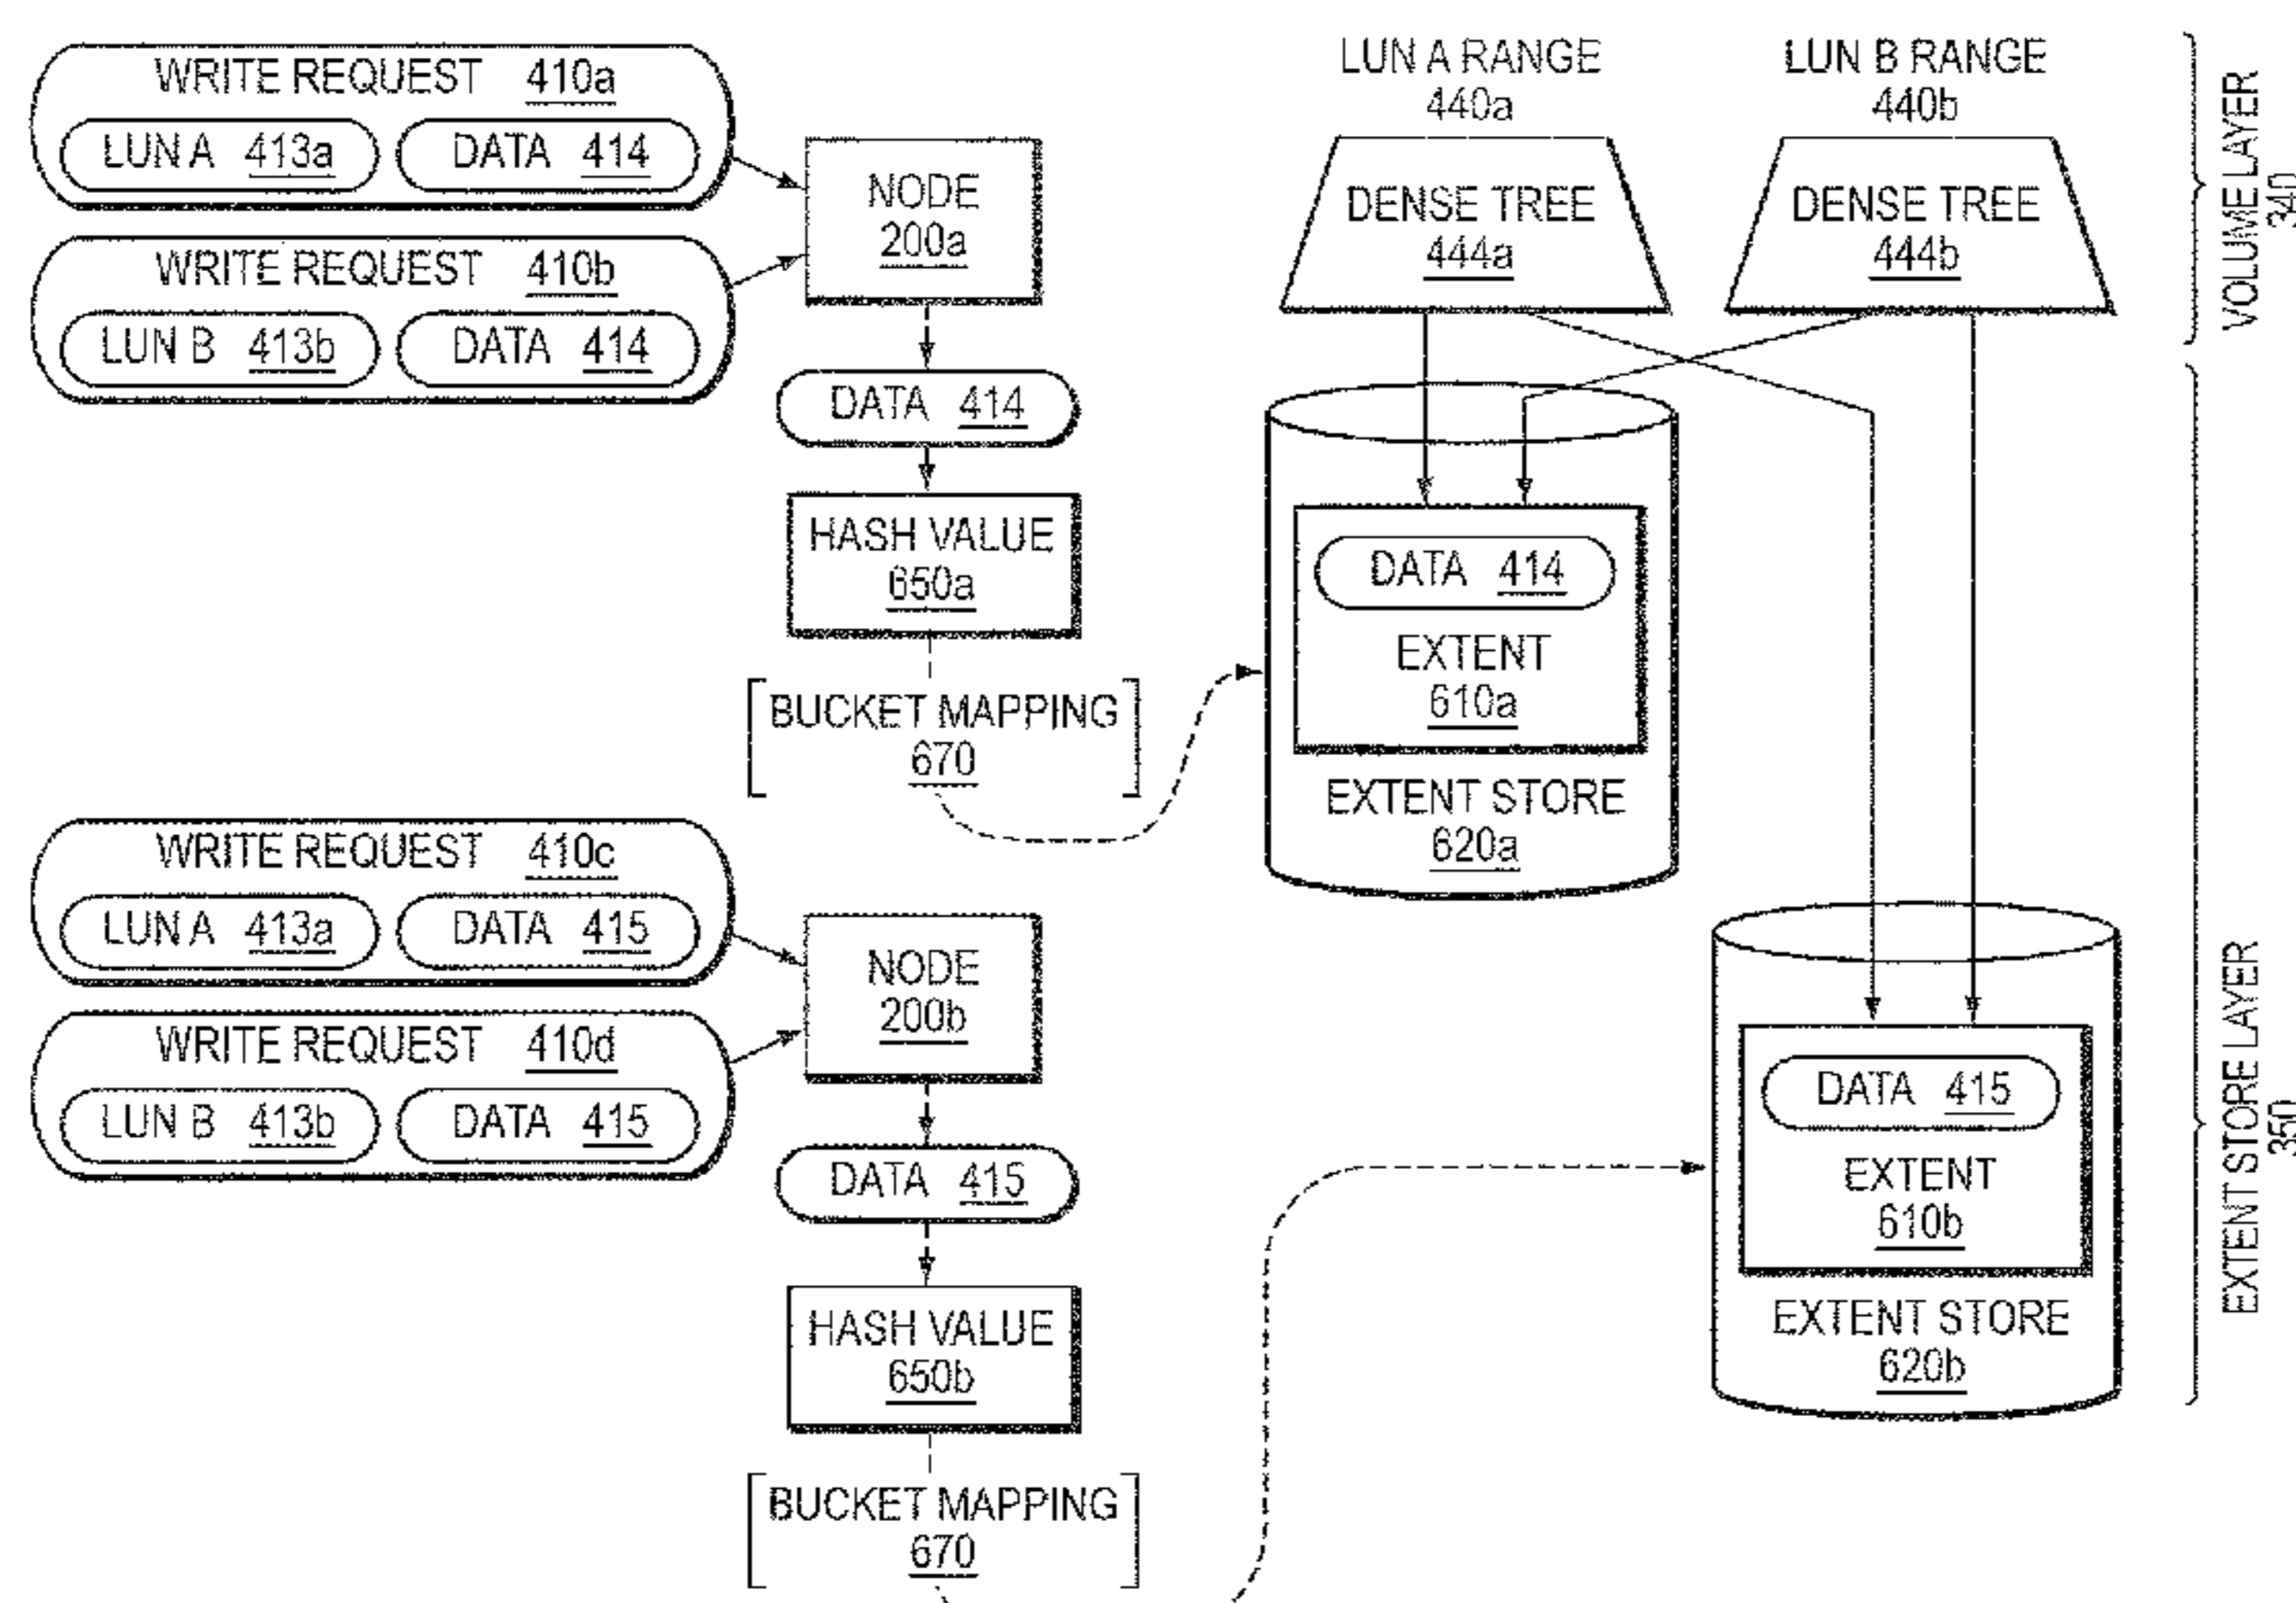 WRITE REQUEST 410a
LUN A 413a DATA 414
WRITE REQUEST 410b
LUN B 413b DATA 414
NODE
200a
DATA 414
HASH VALUE
650a
BUCKET MAPPING
670
WRITE REQUEST 410c
LUN A 413a DATA 415
WRITE REQUEST 410d
LUN B 413b DATA 415
NODE
200b
DATA 415
HASH VALUE
650b
BUCKET MAPPING
670
LUN A RANGE
440a
DENSE TREE
444a
LUN B RANGE
440b
DENSE TREE
444b
DATA 414
EXTENT
610a
EXTENT STORE
620a
DATA 415
EXTENT
610b
EXTENT STORE
620b
VOLUME LAYER
340
EXTENT STORE LAYER
350